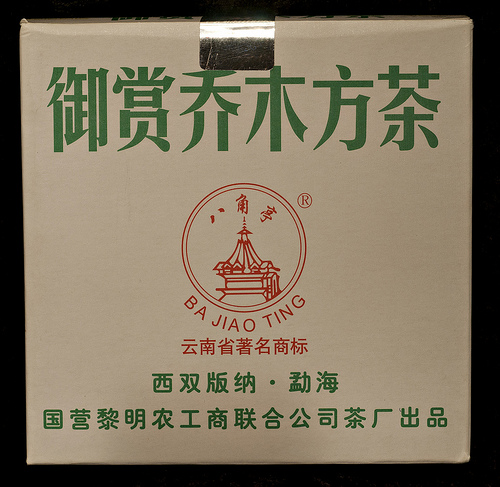 御赏乔木方茶
八角亭
®
BA JIAO TING
云南省著名商标
西双版纳·勐海
国营黎明农工商联合公司茶厂出品